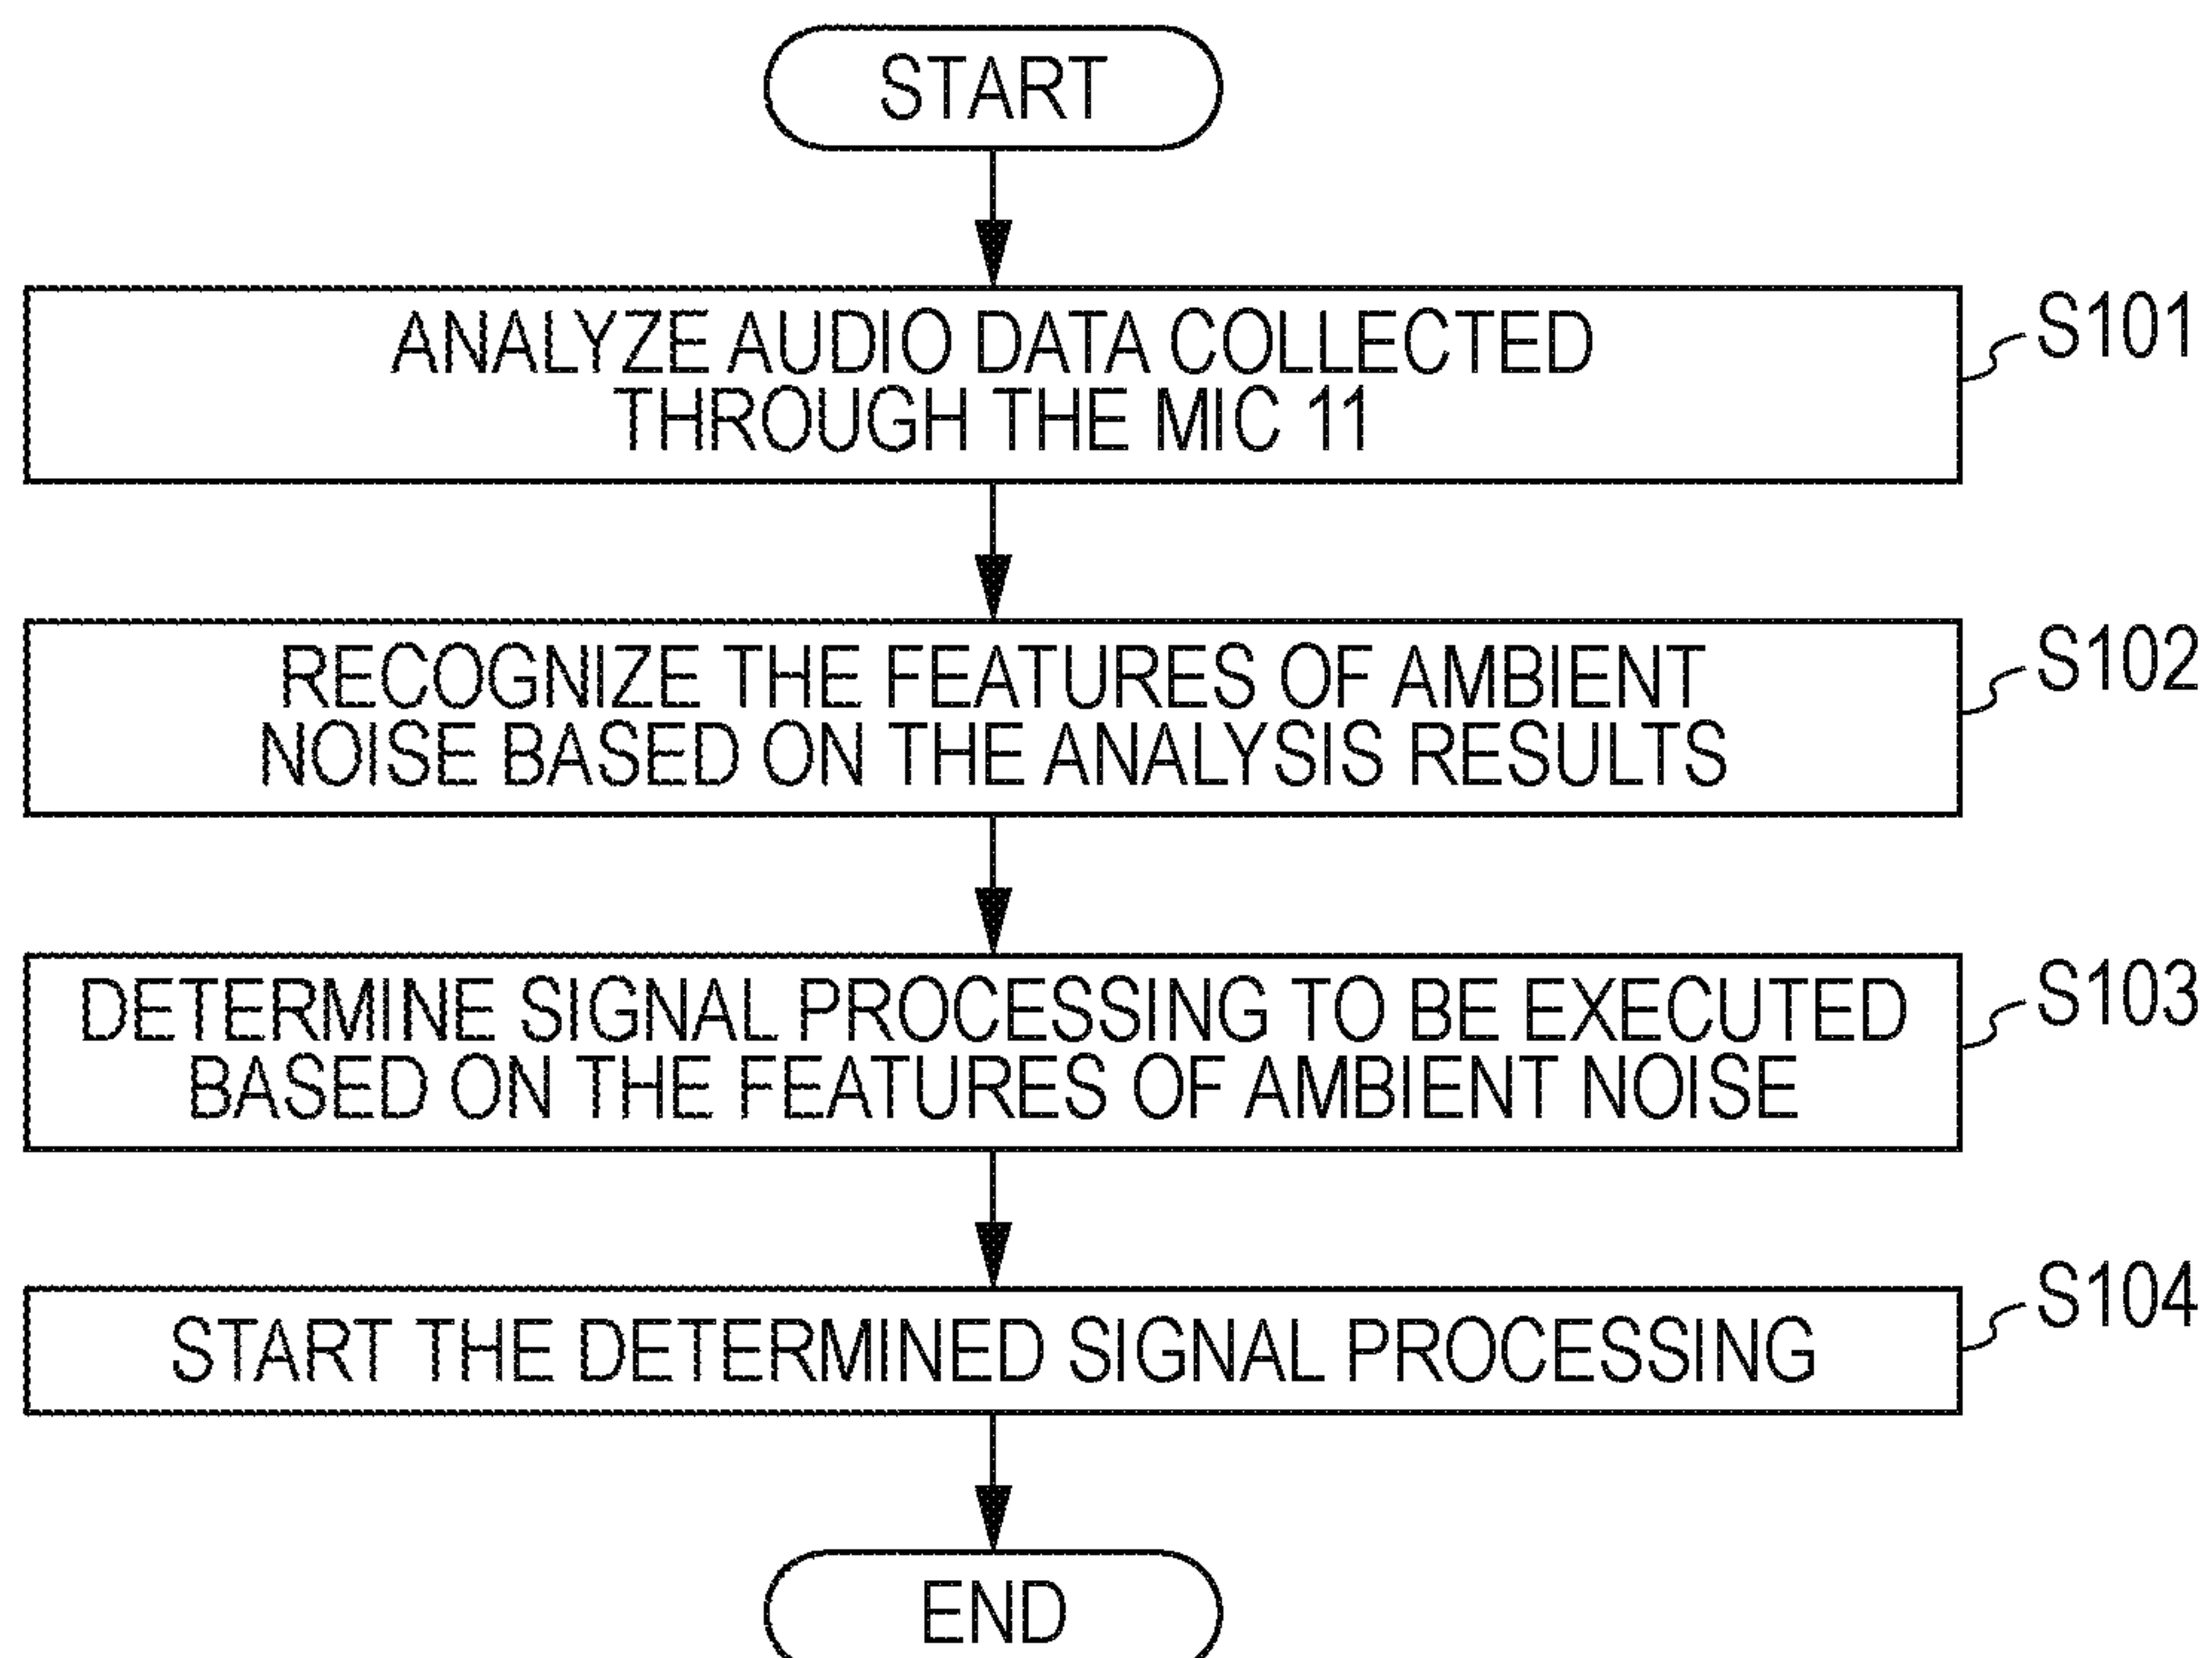 START
ANALYZE AUDIO DATA COLLECTED
THROUGH THE MIC 11
S101
RECOGNIZE THE FEATURES OF AMBIENT
NOISE BASED ON THE ANALYSIS RESULTS
S102
DETERMINE SIGNAL PROCESSING TO BE EXECUTED
BASED ON THE FEATURES OF AMBIENT NOISE
S103
START THE DETERMINED SIGNAL PROCESSING
S104
END